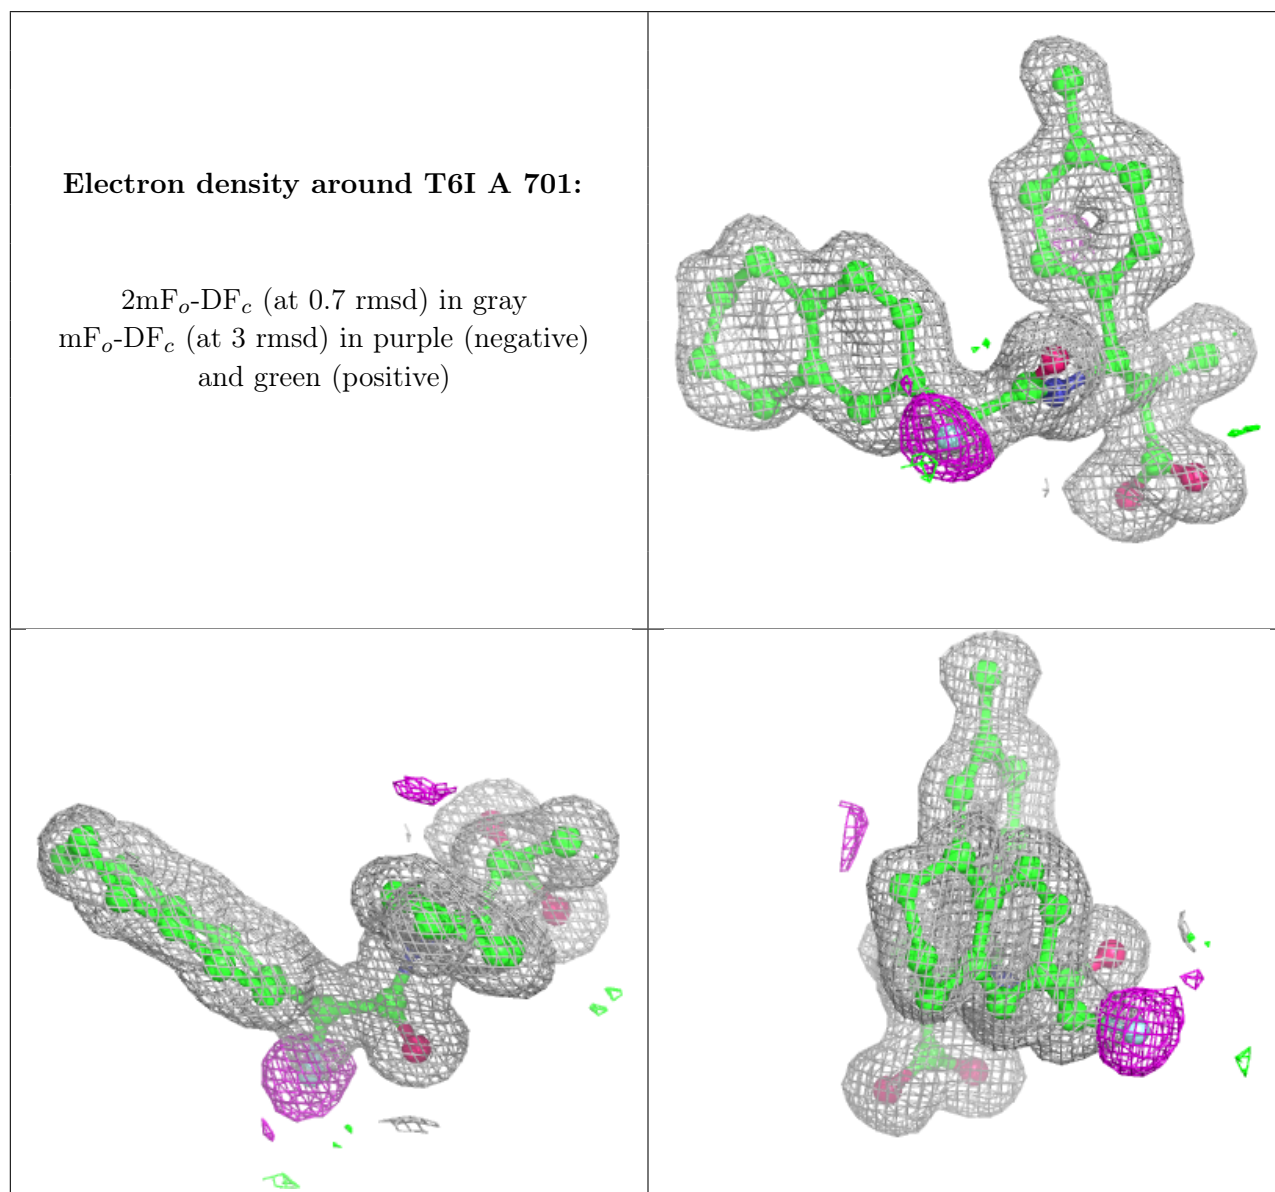 Electron density around T6I A 701:
2mFo-DFc (at 0.7 rmsd) in gray
mFo-DFc (at 3 rmsd) in purple (negative)
and green (positive)